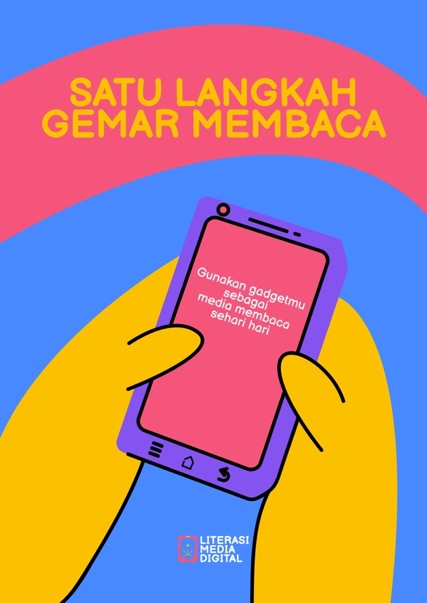 SATU LANGKAH
GEMAR MEMBACA
Gunakan gadgetmu
sebagai
media membaca
sehari hari
LITERASI
MEDIA
DIGITAL